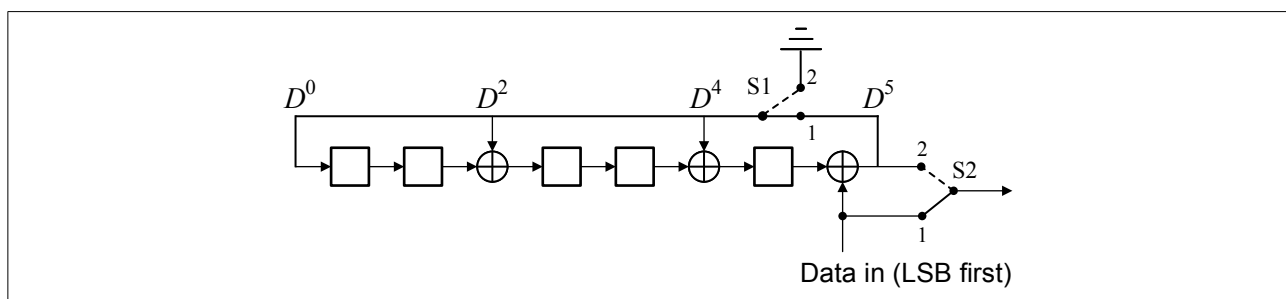 2
S1
D⁰ D² D⁴ D⁵
1
2
S2
1
Data in (LSB first)